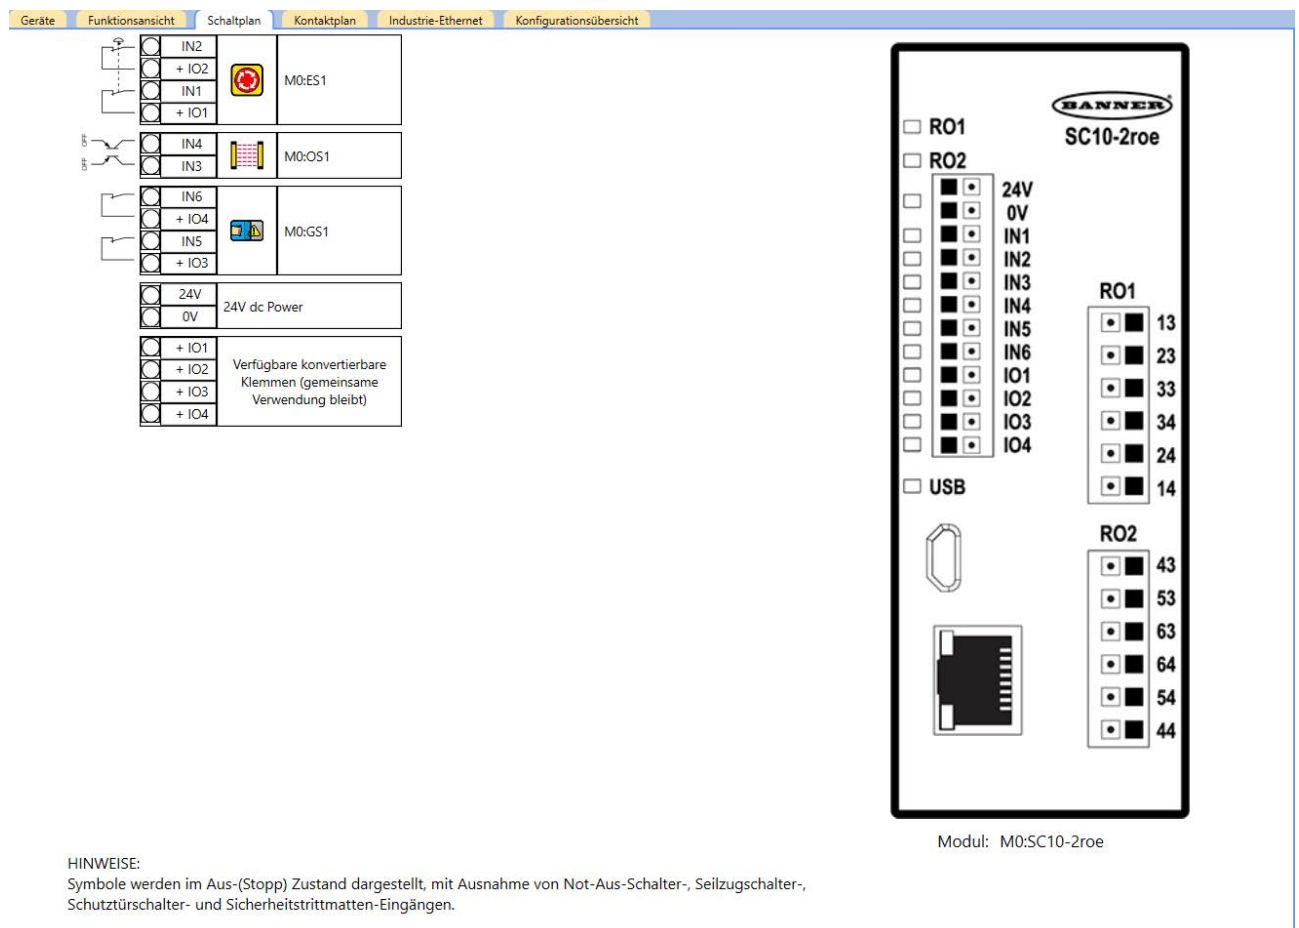 Geräte Funktionsansicht Schaltplan Kontaktplan Industrie-Ethernet Konfigurationsübersicht
IN2
+ IO2
IN1
+ IO1
M0:ES1
OFF
OFF
IN4
IN3
M0:OS1
IN6
+ IO4
IN5
+ IO3
M0:GS1
24V
0V
24V dc Power
+ IO1
+ IO2
+ IO3
+ IO4
Verfügbare konvertierbare
Klemmen (gemeinsame
Verwendung bleibt)
BANNER
SC10-2roe
RO1
RO2
24V
0V
IN1
IN2
IN3
IN4
IN5
IN6
IO1
IO2
IO3
IO4
USB
RO1
13
23
33
34
24
14
RO2
43
53
63
64
54
44
Modul: M0:SC10-2roe
HINWEISE:
Symbole werden im Aus-(Stopp) Zustand dargestellt, mit Ausnahme von Not-Aus-Schalter-, Seilzugschalter-,
Schutztürschalter- und Sicherheitstrittmatten-Eingängen.